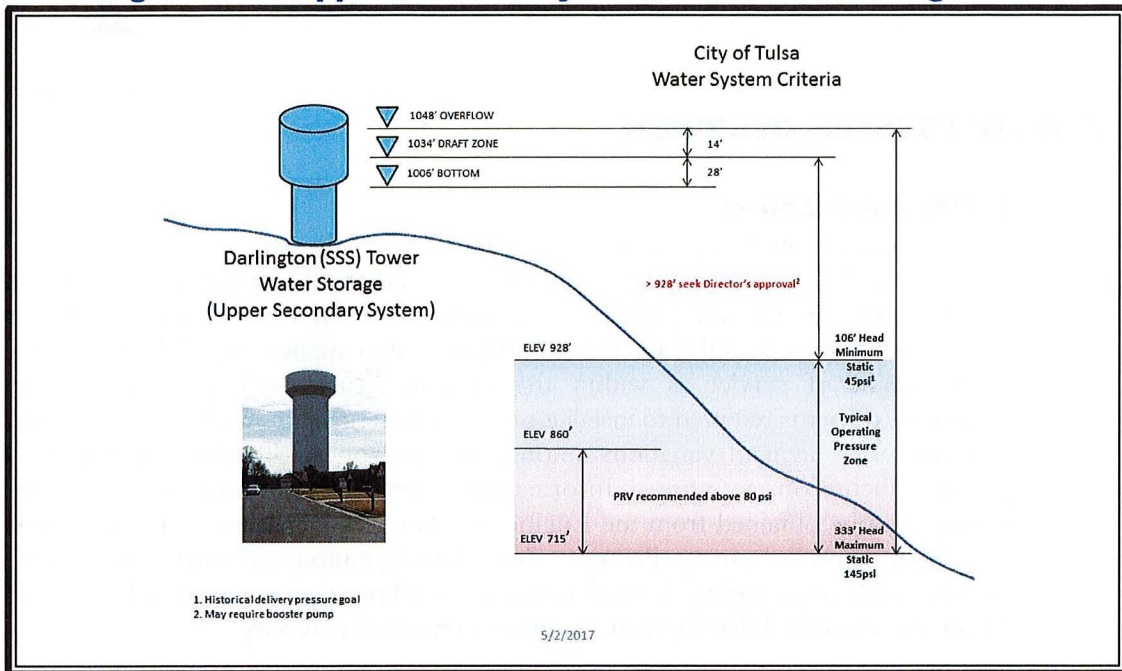 City of Tulsa
Water System Criteria
1048' OVERFLOW
1034' DRAFT ZONE
14'
1006' BOTTOM
28'
Darlington (SSS) Tower
Water Storage
(Upper Secondary System)
> 928' seek Director's approval²
ELEV 928'
106' Head
Minimum
Static
45psi¹
Typical
Operating
Pressure
Zone
ELEV 860'
PRV recommended above 80 psi
ELEV 715'
333' Head
Maximum
Static
145psi
1. Historical delivery pressure goal
2. May require booster pump
5/2/2017